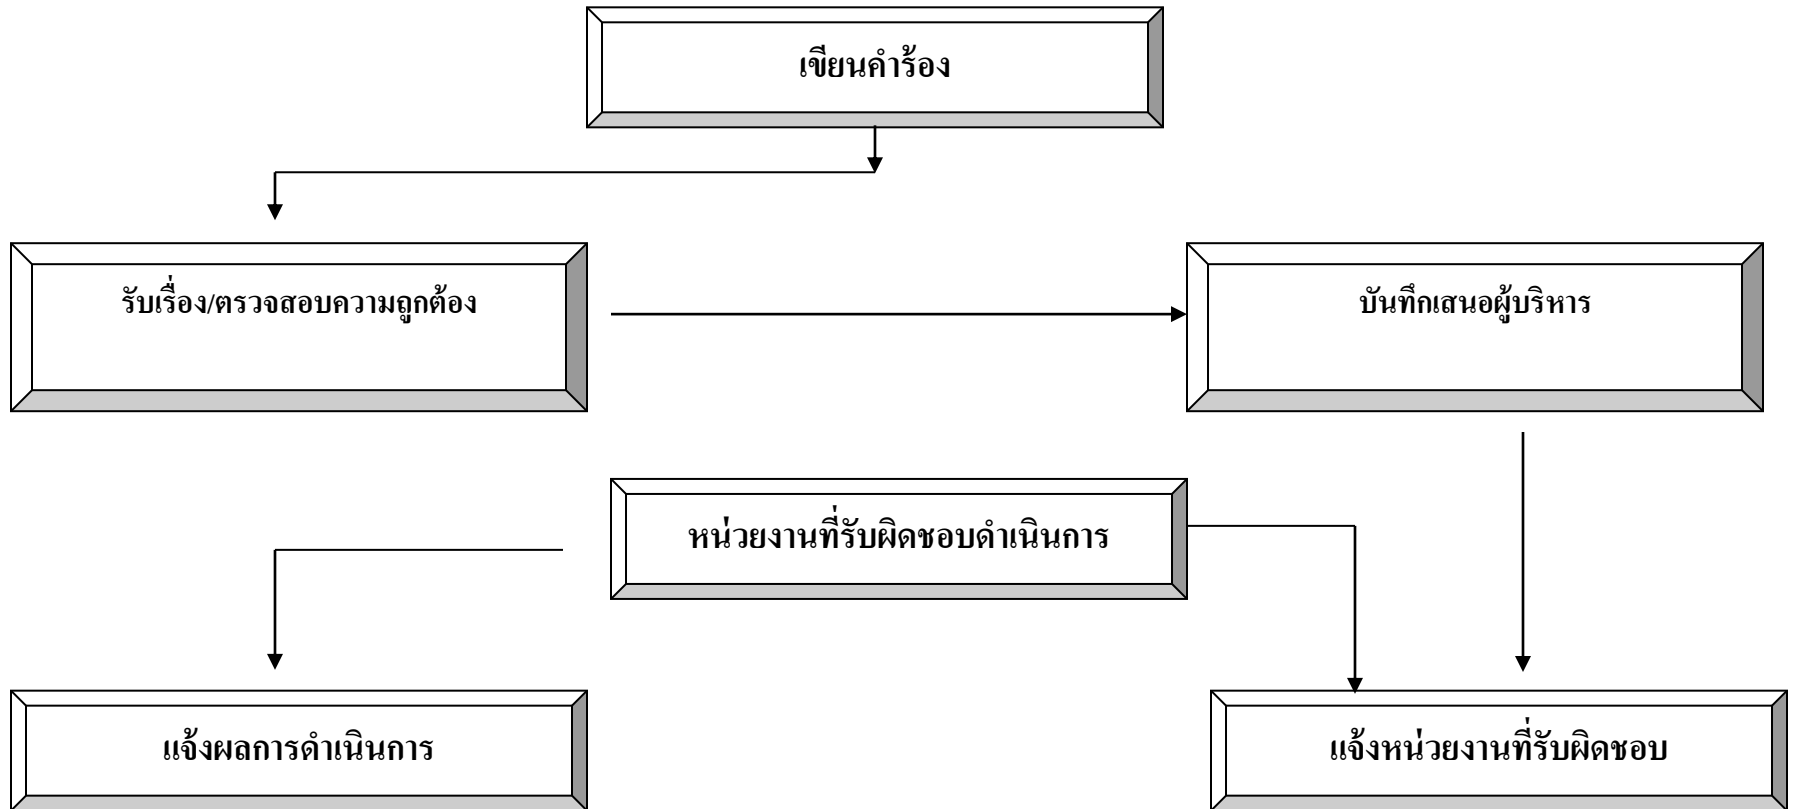 เขียนคำร้อง
รับเรื่อง/ตรวจสอบความถูกต้อง
บันทึกเสนอผู้บริหาร
หน่วยงานที่รับผิดชอบดำเนินการ
แจ้งผลการดำเนินการ
แจ้งหน่วยงานที่รับผิดชอบ